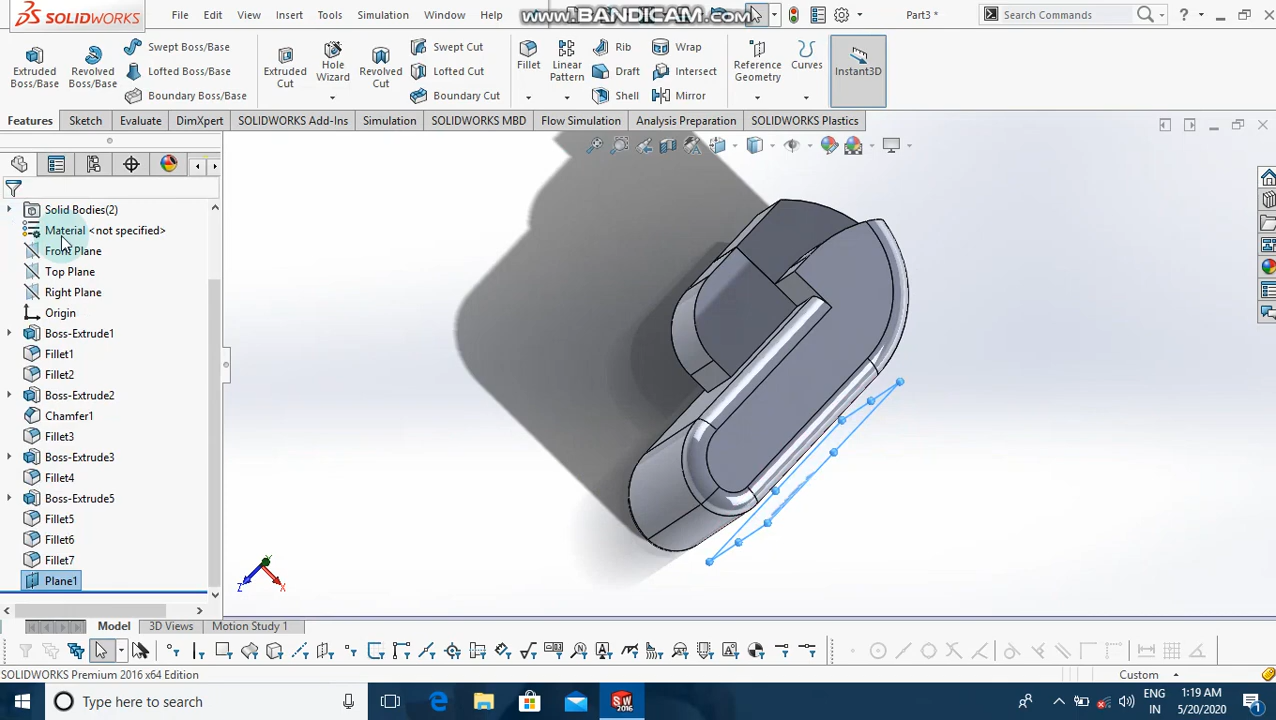 SOLIDWORKS File Edit View Insert Tools Simulation Window Help www.BANDICAM.com Part3 * Search Commands ?
Extruded Boss/Base
Revolved Boss/Base
Swept Boss/Base
Lofted Boss/Base
Boundary Boss/Base
Extruded Cut
Hole Wizard
Revolved Cut
Swept Cut
Lofted Cut
Boundary Cut
Fillet
Linear Pattern
Rib
Draft
Shell
Wrap
Intersect
Mirror
Reference Geometry
Curves
Instant3D
Features Sketch Evaluate DimXpert SOLIDWORKS Add-Ins Simulation SOLIDWORKS MBD Flow Simulation Analysis Preparation SOLIDWORKS Plastics
Solid Bodies(2)
Material <not specified>
Front Plane
Top Plane
Right Plane
Origin
Boss-Extrude1
Fillet1
Fillet2
Boss-Extrude2
Chamfer1
Fillet3
Boss-Extrude3
Fillet4
Boss-Extrude5
Fillet5
Fillet6
Fillet7
Plane1
Z X
Model 3D Views Motion Study 1
SOLIDWORKS Premium 2016 x64 Edition Custom
Type here to search
SW 2016
ENG
IN
1:19 AM
5/20/2020
1